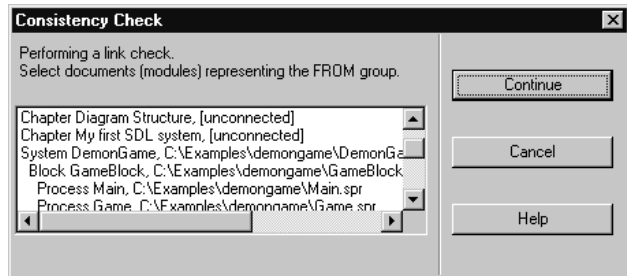 Consistency Check
Performing a link check.
Select documents (modules) representing the FROM group.
Chapter Diagram Structure, [unconnected]
Chapter My first SDL system, [unconnected]
System DemonGame, C:\Examples\demongame\DemonGa
Block GameBlock, C:\Examples\demongame\GameBlock
Process Main, C:\Examples\demongame\Main.spr
Process Game, C:\Examples\demongame\Game.spr
Continue
Cancel
Help